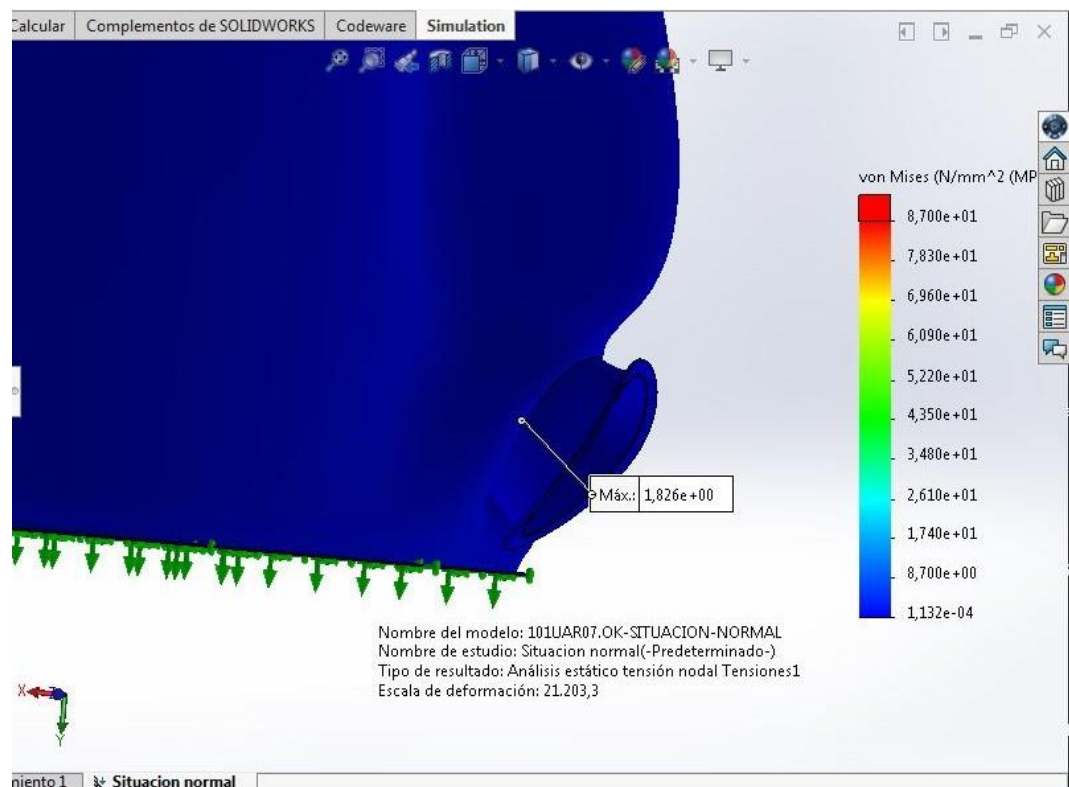 Calcular Complementos de SOLIDWORKS Codeware Simulation
von Mises (N/mm^2 (MP
8,700e+01
7,830e+01
6,960e+01
6,090e+01
5,220e+01
4,350e+01
3,480e+01
2,610e+01
1,740e+01
8,700e+00
1,132e-04
Máx.: 1,826e+00
Nombre del modelo: 101UAR07.OK-SITUACION-NORMAL
Nombre de estudio: Situacion normal(-Predeterminado-)
Tipo de resultado: Análisis estático tensión nodal Tensiones1
Escala de deformación: 21.203,3
X
Y
miento 1 Situacion normal